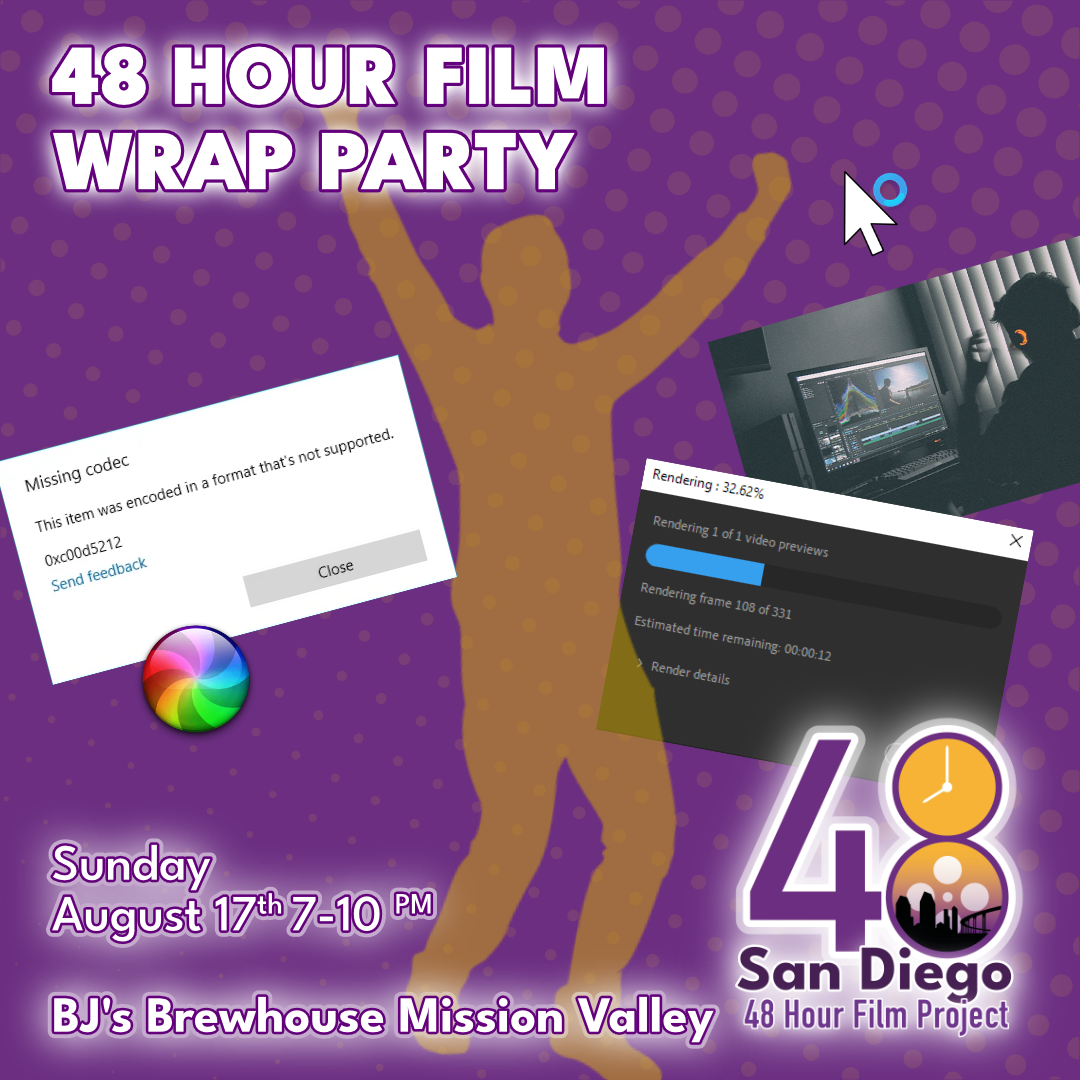 48 HOUR FILM
WRAP PARTY
Missing codec
This item was encoded in a format that's not supported.
0xc00d5212
Send feedback
Close
Rendering : 32.62%
Rendering 1 of 1 video previews
Rendering frame 108 of 331
Estimated time remaining: 00:00:12
Render details
Sunday
August 17th 7-10 PM
BJ's Brewhouse Mission Valley
48
San Diego
48 Hour Film Project